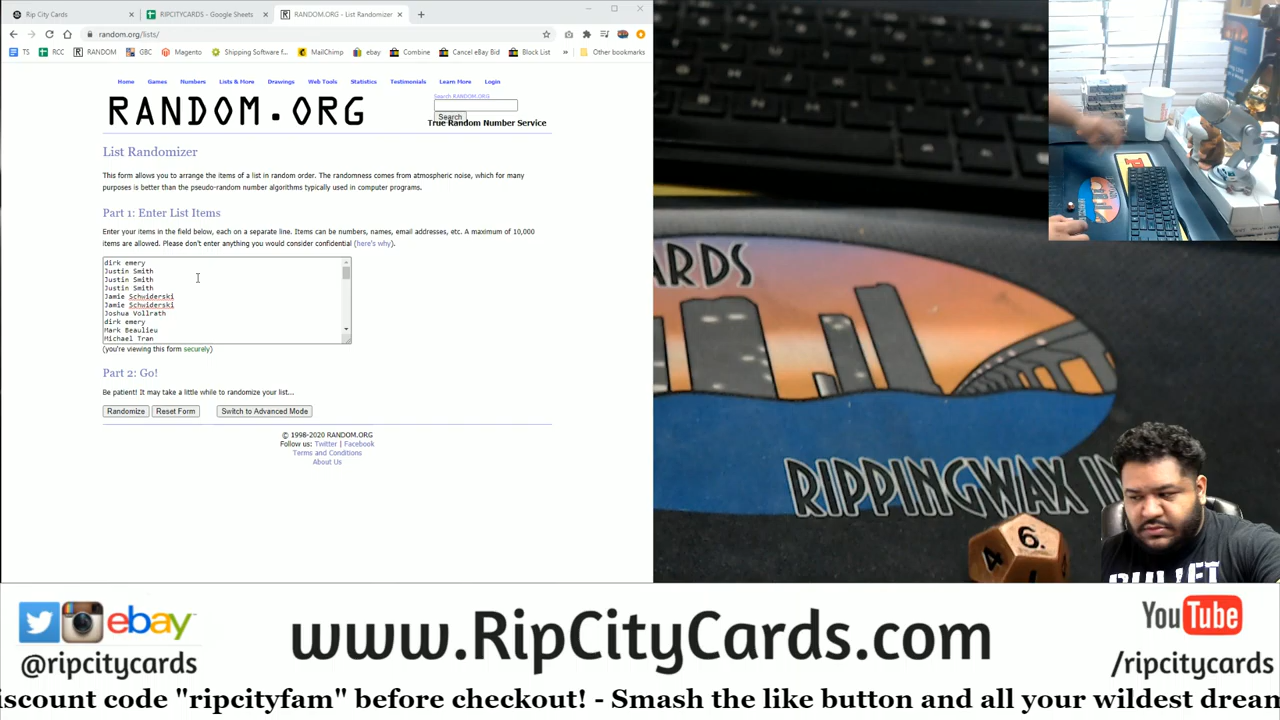 Rip City Cards
RIPCITYCARDS - Google Sheets
RANDOM.ORG - List Randomizer
random.org/lists/
TS RCC RANDOM GBC Magento Shipping Software f... MailChimp ebay Combine Cancel eBay Bid Block List » Other bookmarks
Home Games Numbers Lists & More Drawings Web Tools Statistics Testimonials Learn More Login
RANDOM.ORG
Search RANDOM.ORG
Search
True Random Number Service
List Randomizer
This form allows you to arrange the items of a list in random order. The randomness comes from atmospheric noise, which for many
purposes is better than the pseudo-random number algorithms typically used in computer programs.
Part 1: Enter List Items
Enter your items in the field below, each on a separate line. Items can be numbers, names, email addresses, etc. A maximum of 10,000
items are allowed. Please don't enter anything you would consider confidential (here's why).
dirk emery
Justin Smith
Justin Smith
Justin Smith
Jamie Schwiderski
Jamie Schwiderski
Joshua Vollrath
dirk emery
Mark Beaulieu
Michael Tran
(you're viewing this form securely)
Part 2: Go!
Be patient! It may take a little while to randomize your list...
Randomize Reset Form Switch to Advanced Mode
© 1998-2020 RANDOM.ORG
Follow us: Twitter | Facebook
Terms and Conditions
About Us
ARDS
RIPPINGWAX IN
6.
4
BULLET
ebay
@ripcitycards
www.RipCityCards.com
YouTube
/ripcitycards
iscount code "ripcityfam" before checkout! - Smash the like button and all your wildest dream